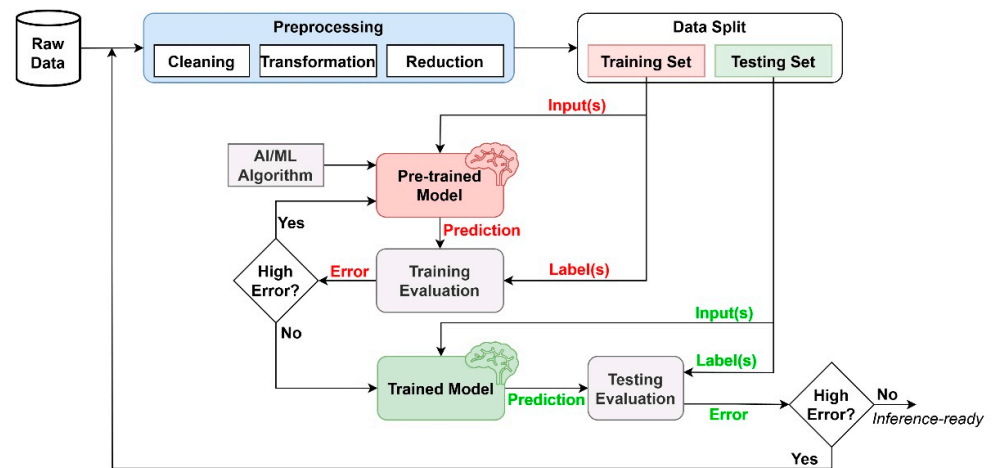 Raw
Data
Preprocessing
Cleaning
Transformation
Reduction
Data Split
Training Set
Testing Set
Input(s)
AI/ML
Algorithm
Pre-trained
Model
Yes
Prediction
High
Error?
Error
Training
Evaluation
Label(s)
No
Input(s)
Label(s)
Trained Model
Prediction
Testing
Evaluation
Error
High
Error?
No
Inference-ready
Yes